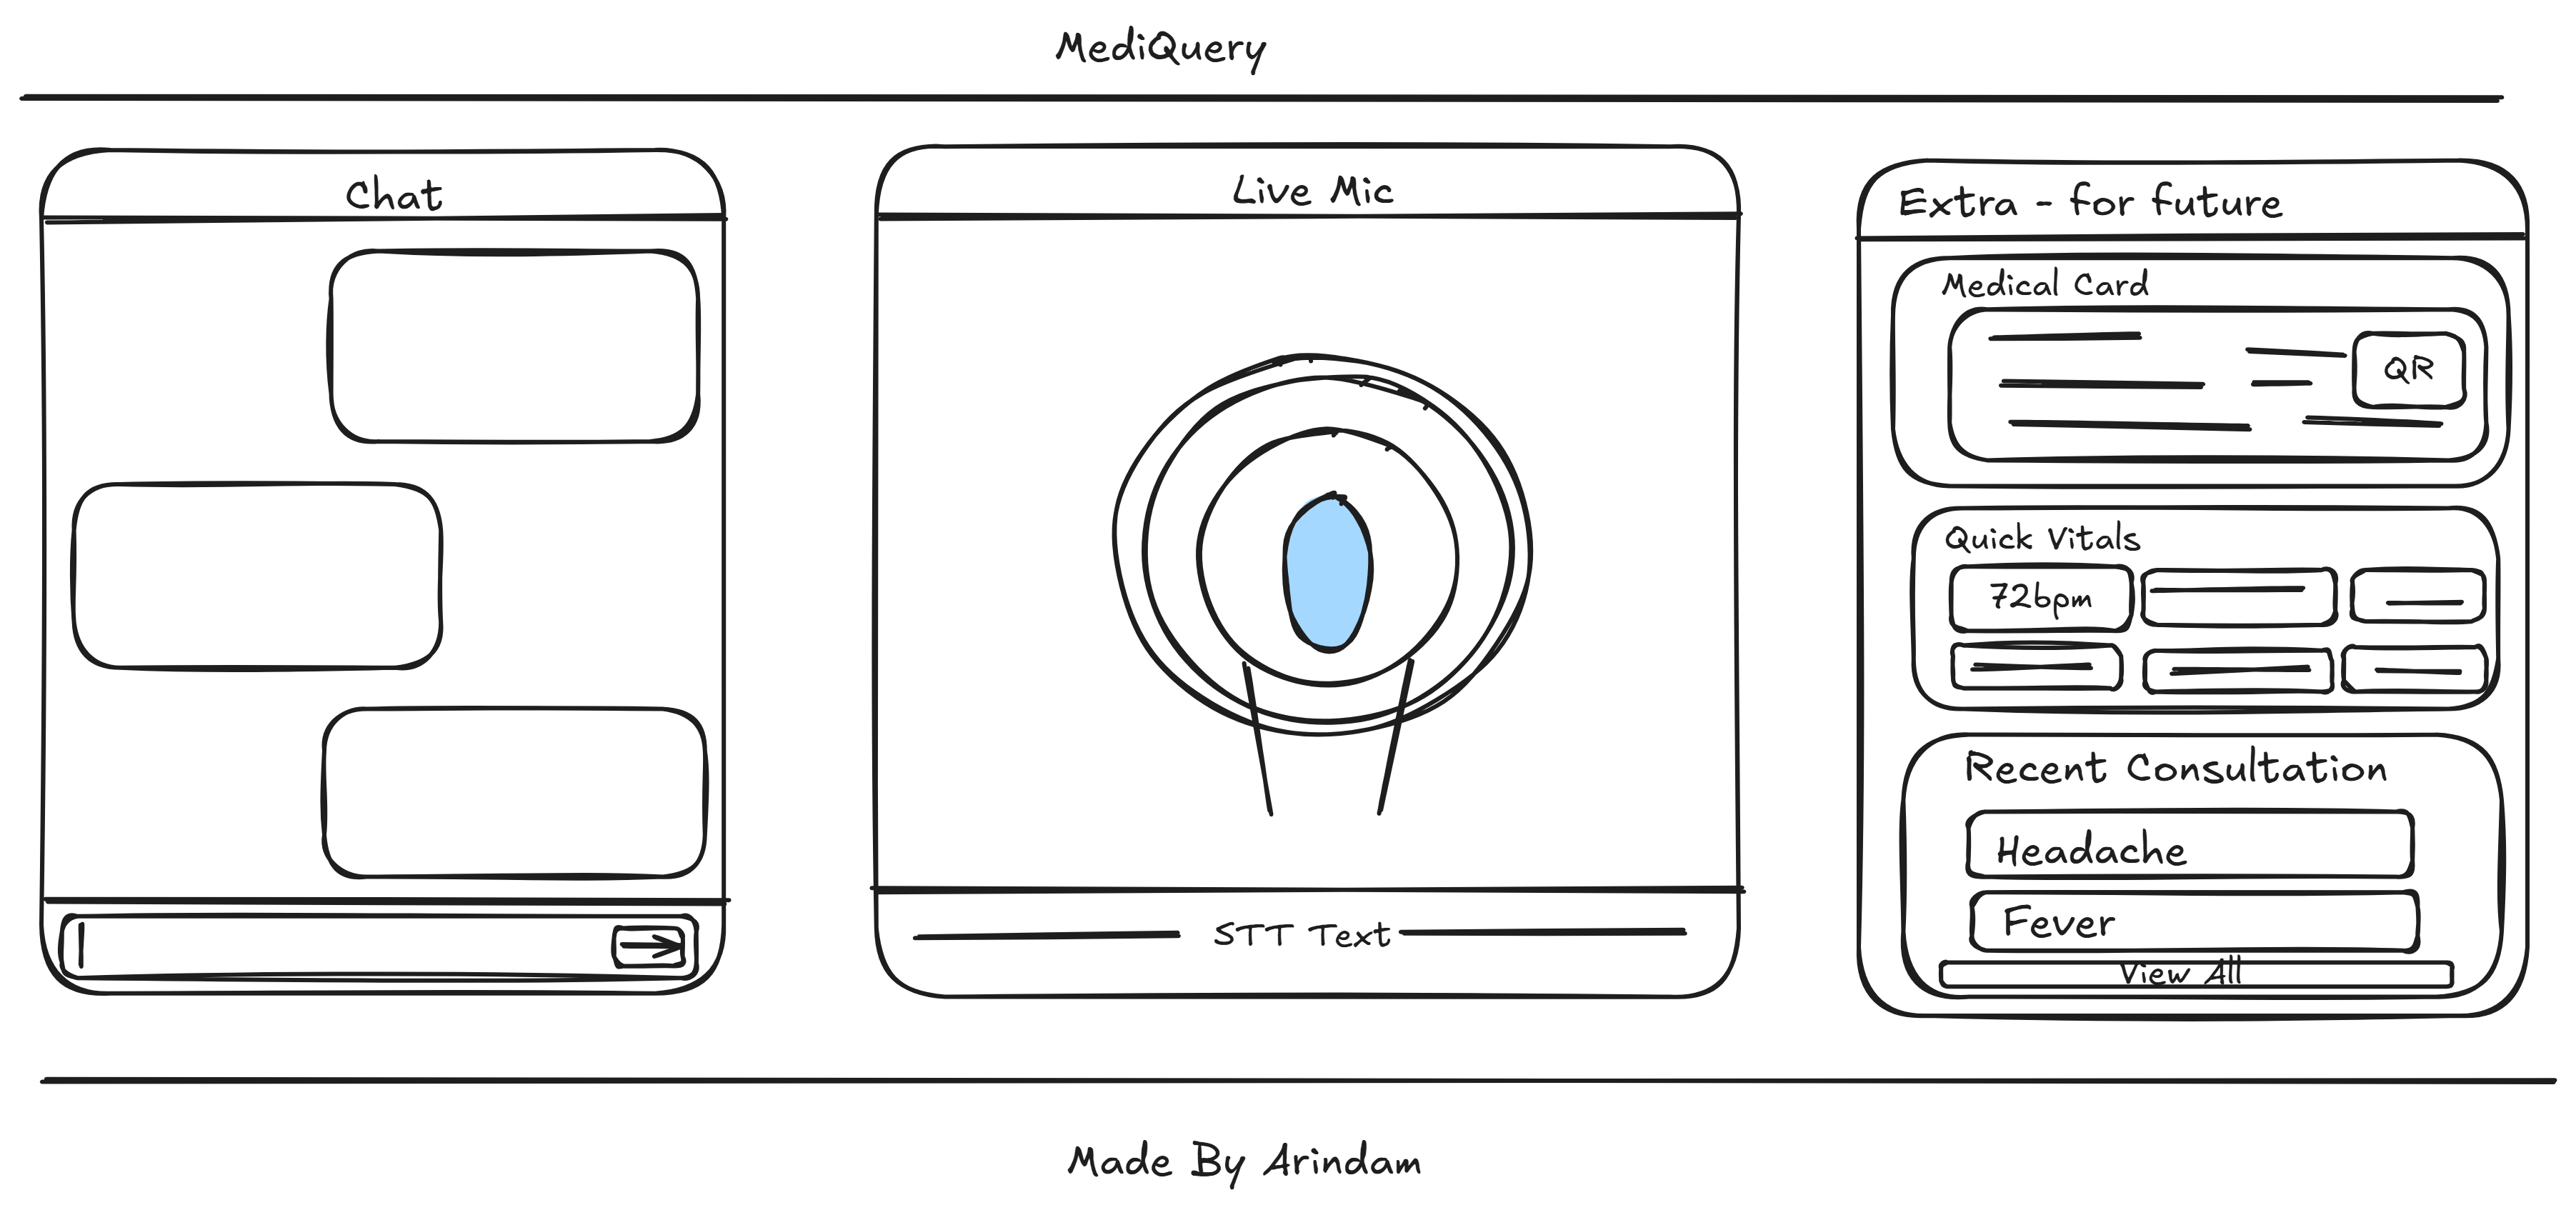 MediQuery
Chat
Live Mic
STT Text
Extra - for future
Medical Card
QR
Quick Vitals
72bpm
Recent Consultation
Headache
Fever
View All
Made By Arindam